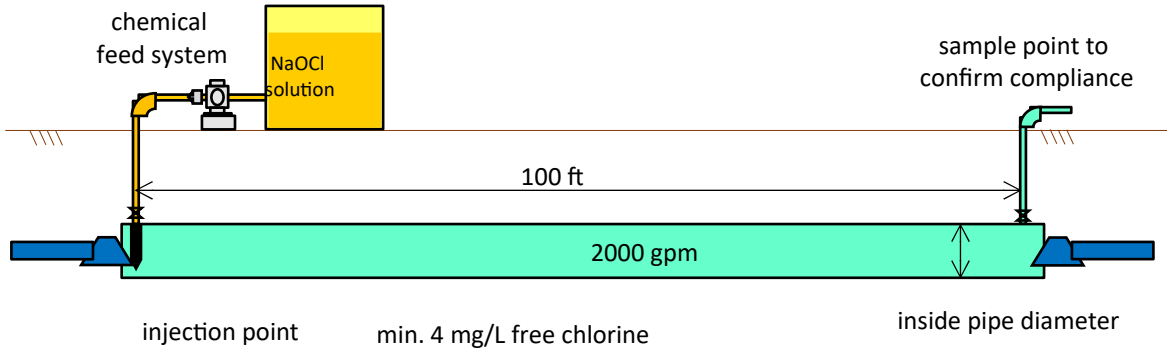 chemical
feed system
NaOCl
solution
sample point to
confirm compliance
100 ft
2000 gpm
injection point
min. 4 mg/L free chlorine
inside pipe diameter